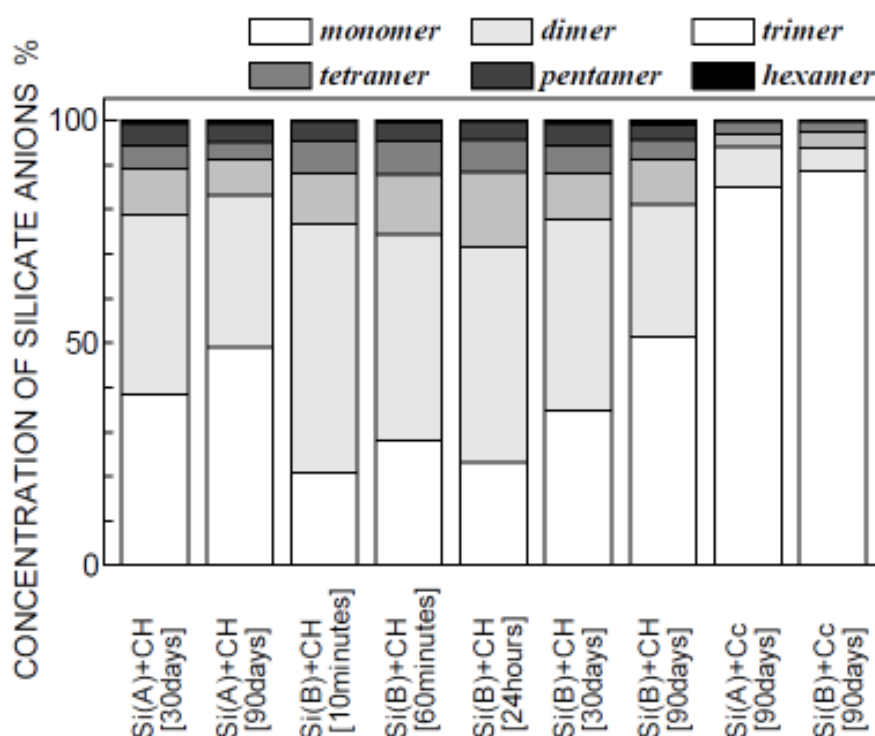 monomer dimer trimer
tetramer pentamer hexamer
CONCENTRATION OF SILICATE ANIONS %
100
50
0
Si(A)+CH
[30days]
Si(A)+CH
[90days]
Si(B)+CH
[10minutes]
Si(B)+CH
[60minutes]
Si(B)+CH
[24hours]
Si(B)+CH
[30days]
Si(B)+CH
[90days]
Si(A)+Cc
[90days]
Si(B)+Cc
[90days]